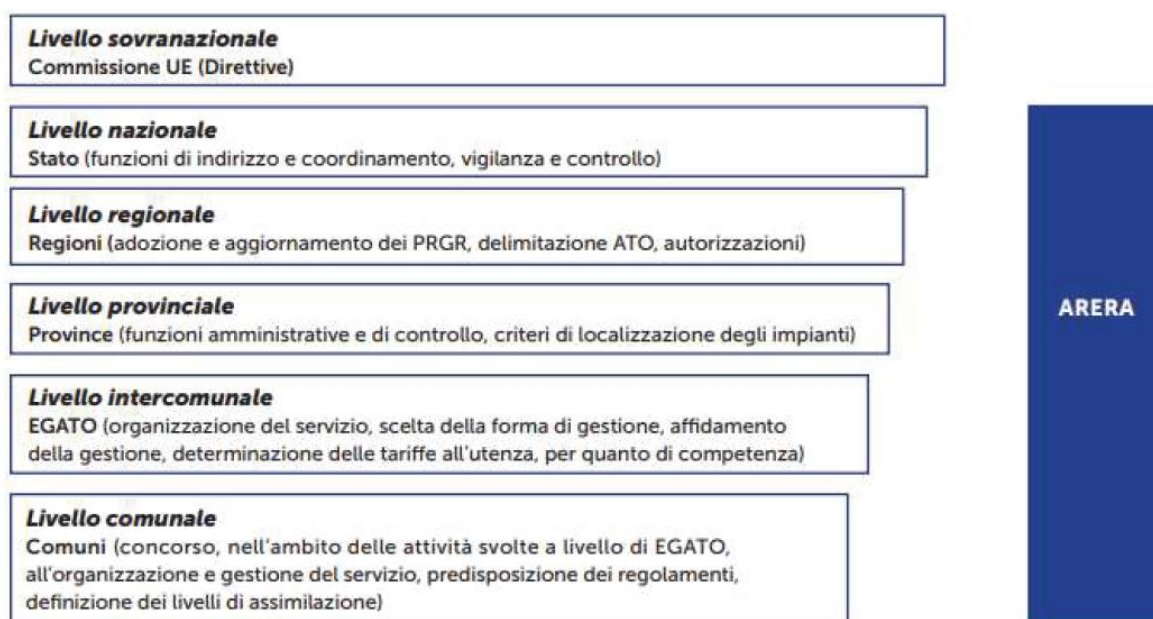 Livello sovranazionale
Commissione UE (Direttive)
Livello nazionale
Stato (funzioni di indirizzo e coordinamento, vigilanza e controllo)
Livello regionale
Regioni (adozione e aggiornamento dei PRGR, delimitazione ATO, autorizzazioni)
Livello provinciale
Province (funzioni amministrative e di controllo, criteri di localizzazione degli impianti)
Livello intercomunale
EGATO (organizzazione del servizio, scelta della forma di gestione, affidamento
della gestione, determinazione delle tariffe all'utenza, per quanto di competenza)
Livello comunale
Comuni (concorso, nell'ambito delle attività svolte a livello di EGATO,
all'organizzazione e gestione del servizio, predisposizione dei regolamenti,
definizione dei livelli di assimilazione)
ARERA